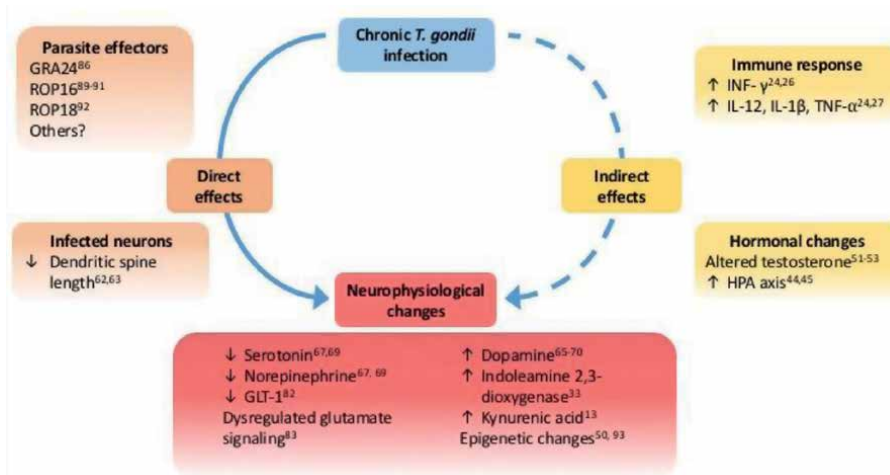 Chronic T. gondii
infection
Parasite effectors
GRA24⁸⁶
ROP16⁸⁹⁻⁹¹
ROP18⁹²
Others?
Immune response
↑ INF- γ²⁴,²⁶
↑ IL-12, IL-1β, TNF-α²⁴,²⁷
Direct
effects
Indirect
effects
Infected neurons
↓ Dendritic spine
length⁶²,⁶³
Hormonal changes
Altered testosterone⁵¹⁻⁵³
↑ HPA axis⁴⁴,⁴⁵
Neurophysiological
changes
↓ Serotonin⁶⁷,⁶⁹
↓ Norepinephrine⁶⁷, ⁶⁹
↓ GLT-1⁸²
Dysregulated glutamate
signaling⁸³
↑ Dopamine⁶⁵⁻⁷⁰
↑ Indoleamine 2,3-
dioxygenase³³
↑ Kynurenic acid¹³
Epigenetic changes⁵⁰, ⁹³